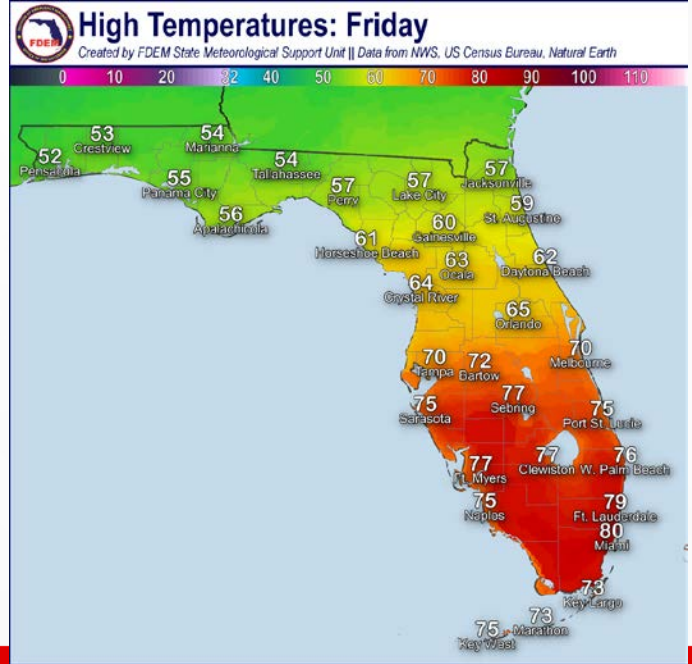 FDEM
High Temperatures: Friday
Created by FDEM State Meteorological Support Unit || Data from NWS, US Census Bureau, Natural Earth
0 10 20 32 40 50 60 70 80 90 100 110
53
Crestview
54
Marianna
52
Pensacola
54
Tallahassee
55
Panama City
57
Perry
57
Lake City
57
Jacksonville
56
Apalachicola
59
St. Augustine
60
Gainesville
61
Horseshoe Beach
63
Ocala
62
Daytona Beach
64
Crystal River
65
Orlando
70
Tampa
72
Bartow
70
Melbourne
75
Sarasota
77
Sebring
75
Port St. Lucie
77
Ft. Myers
77
Clewiston
76
W. Palm Beach
75
Naples
79
Ft. Lauderdale
80
Miami
73
Key Largo
73
Marathon
75
Key West